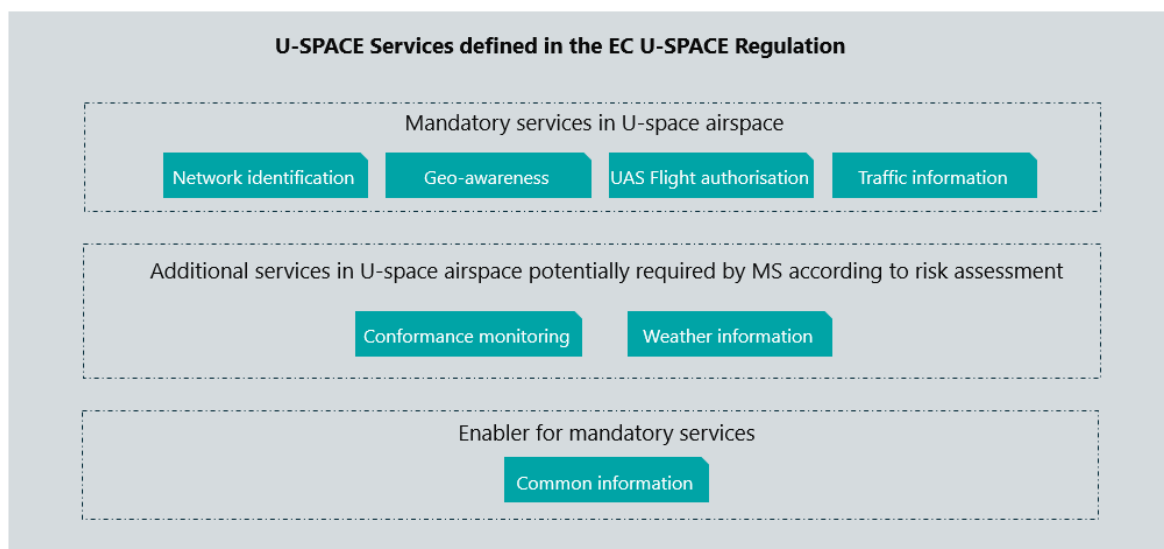 U-SPACE Services defined in the EC U-SPACE Regulation
Mandatory services in U-space airspace
Network identification
Geo-awareness
UAS Flight authorisation
Traffic information
Additional services in U-space airspace potentially required by MS according to risk assessment
Conformance monitoring
Weather information
Enabler for mandatory services
Common information